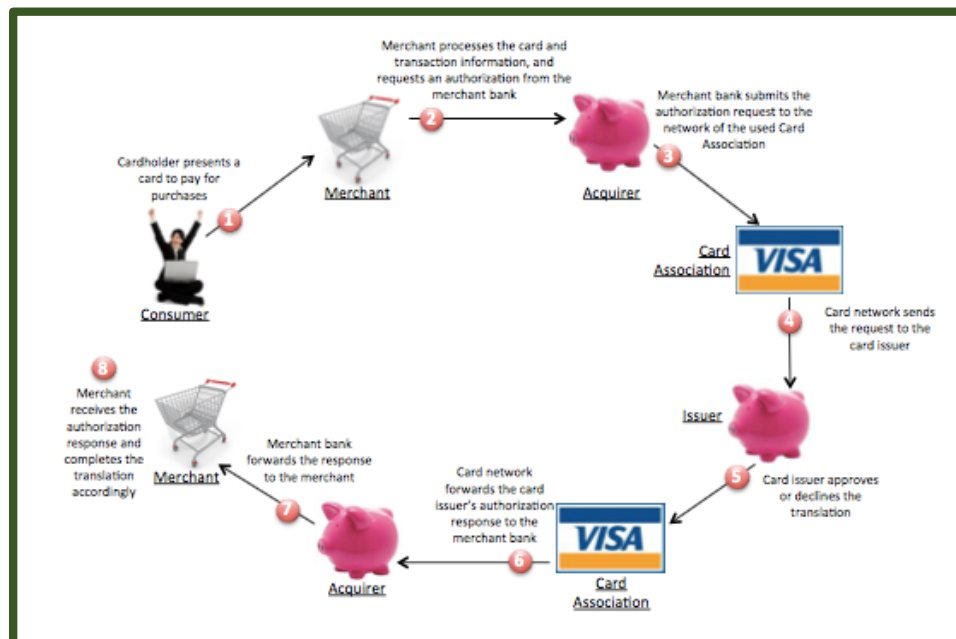 Merchant processes the card and
transaction information, and
requests an authorization from the
merchant bank
2
Merchant bank submits the
authorization request to the
network of the used Card
Association
3
Cardholder presents a
card to pay for
purchases
1
Merchant
Acquirer
Consumer
Card
Association
VISA
4
Card network sends
the request to the
card issuer
8
Merchant
receives the
authorization
response and
completes the
translation
accordingly
Merchant
Merchant bank
forwards the response
to the merchant
7
Issuer
5
Card issuer approves
or declines the
translation
Card network
forwards the card
issuer's authorization
response to the
merchant bank
6
VISA
Acquirer
Card
Association